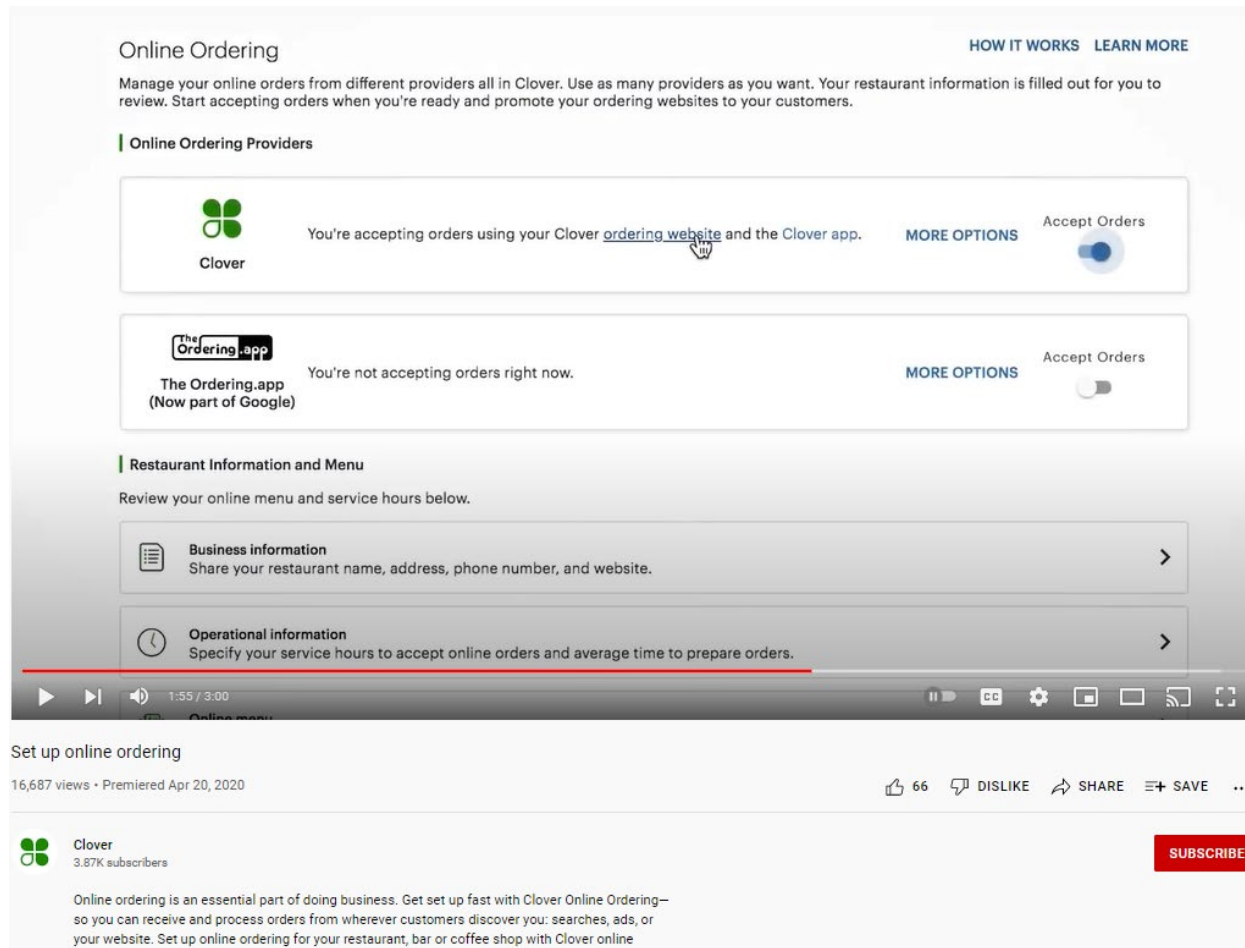 Online Ordering
HOW IT WORKS LEARN MORE
Manage your online orders from different providers all in Clover. Use as many providers as you want. Your restaurant information is filled out for you to
review. Start accepting orders when you're ready and promote your ordering websites to your customers.
Online Ordering Providers
Clover
You're accepting orders using your Clover ordering website and the Clover app.
MORE OPTIONS
Accept Orders
The Ordering.app
The Ordering.app
(Now part of Google)
You're not accepting orders right now.
MORE OPTIONS
Accept Orders
Restaurant Information and Menu
Review your online menu and service hours below.
Business information
Share your restaurant name, address, phone number, and website.
Operational information
Specify your service hours to accept online orders and average time to prepare orders.
1:55 / 3:00
CC
Online menu
Set up online ordering
16,687 views • Premiered Apr 20, 2020
66 DISLIKE SHARE SAVE
Clover
3.87K subscribers
SUBSCRIBE
Online ordering is an essential part of doing business. Get set up fast with Clover Online Ordering—
so you can receive and process orders from wherever customers discover you: searches, ads, or
your website. Set up online ordering for your restaurant, bar or coffee shop with Clover online